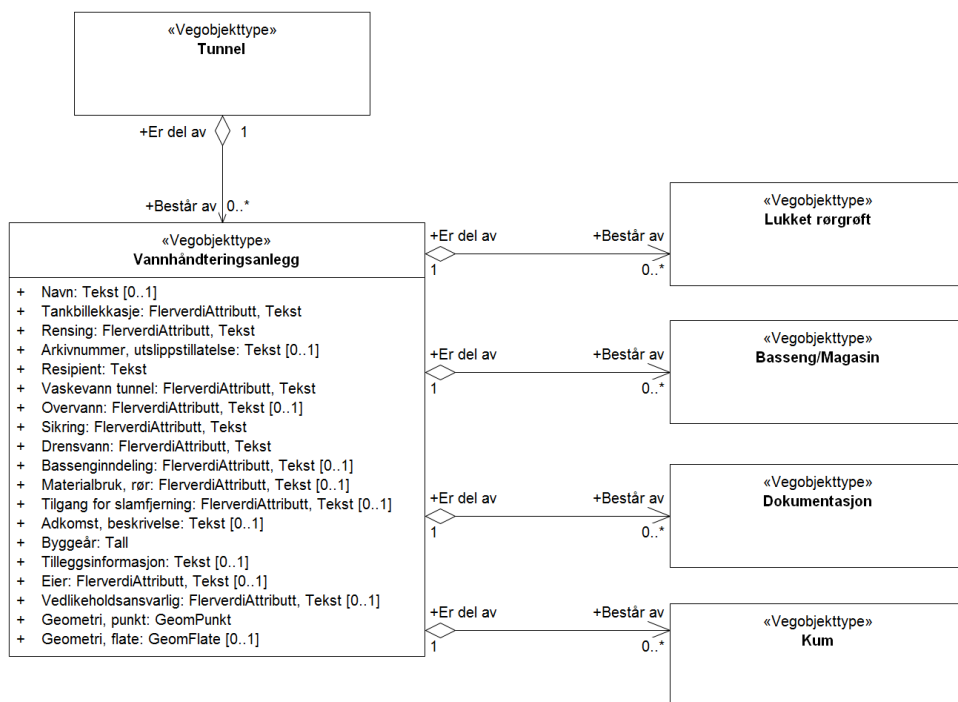 «Vegobjekttype»
Tunnel
+Er del av 1
+Består av 0..*
«Vegobjekttype»
Vannhåndteringsanlegg
+ Navn: Tekst [0..1]
+ Tankbillekkasje: FlerverdiAttributt, Tekst
+ Rensing: FlerverdiAttributt, Tekst
+ Arkivnummer, utslippstillatelse: Tekst [0..1]
+ Resipient: Tekst
+ Vaskevann tunnel: FlerverdiAttributt, Tekst
+ Overvann: FlerverdiAttributt, Tekst [0..1]
+ Sikring: FlerverdiAttributt, Tekst
+ Drensvann: FlerverdiAttributt, Tekst
+ Bassenginndeling: FlerverdiAttributt, Tekst [0..1]
+ Materialbruk, rør: FlerverdiAttributt, Tekst [0..1]
+ Tilgang for slamfjerning: FlerverdiAttributt, Tekst [0..1]
+ Adkomst, beskrivelse: Tekst [0..1]
+ Byggeår: Tall
+ Tilleggsinformasjon: Tekst [0..1]
+ Eier: FlerverdiAttributt, Tekst [0..1]
+ Vedlikeholdsansvarlig: FlerverdiAttributt, Tekst [0..1]
+ Geometri, punkt: GeomPunkt
+ Geometri, flate: GeomFlate [0..1]
+Er del av +Består av
1 0..*
«Vegobjekttype»
Lukket rørgrøft
+Er del av +Består av
1 0..*
«Vegobjekttype»
Basseng/Magasin
+Er del av +Består av
1 0..*
«Vegobjekttype»
Dokumentasjon
+Er del av +Består av
1 0..*
«Vegobjekttype»
Kum